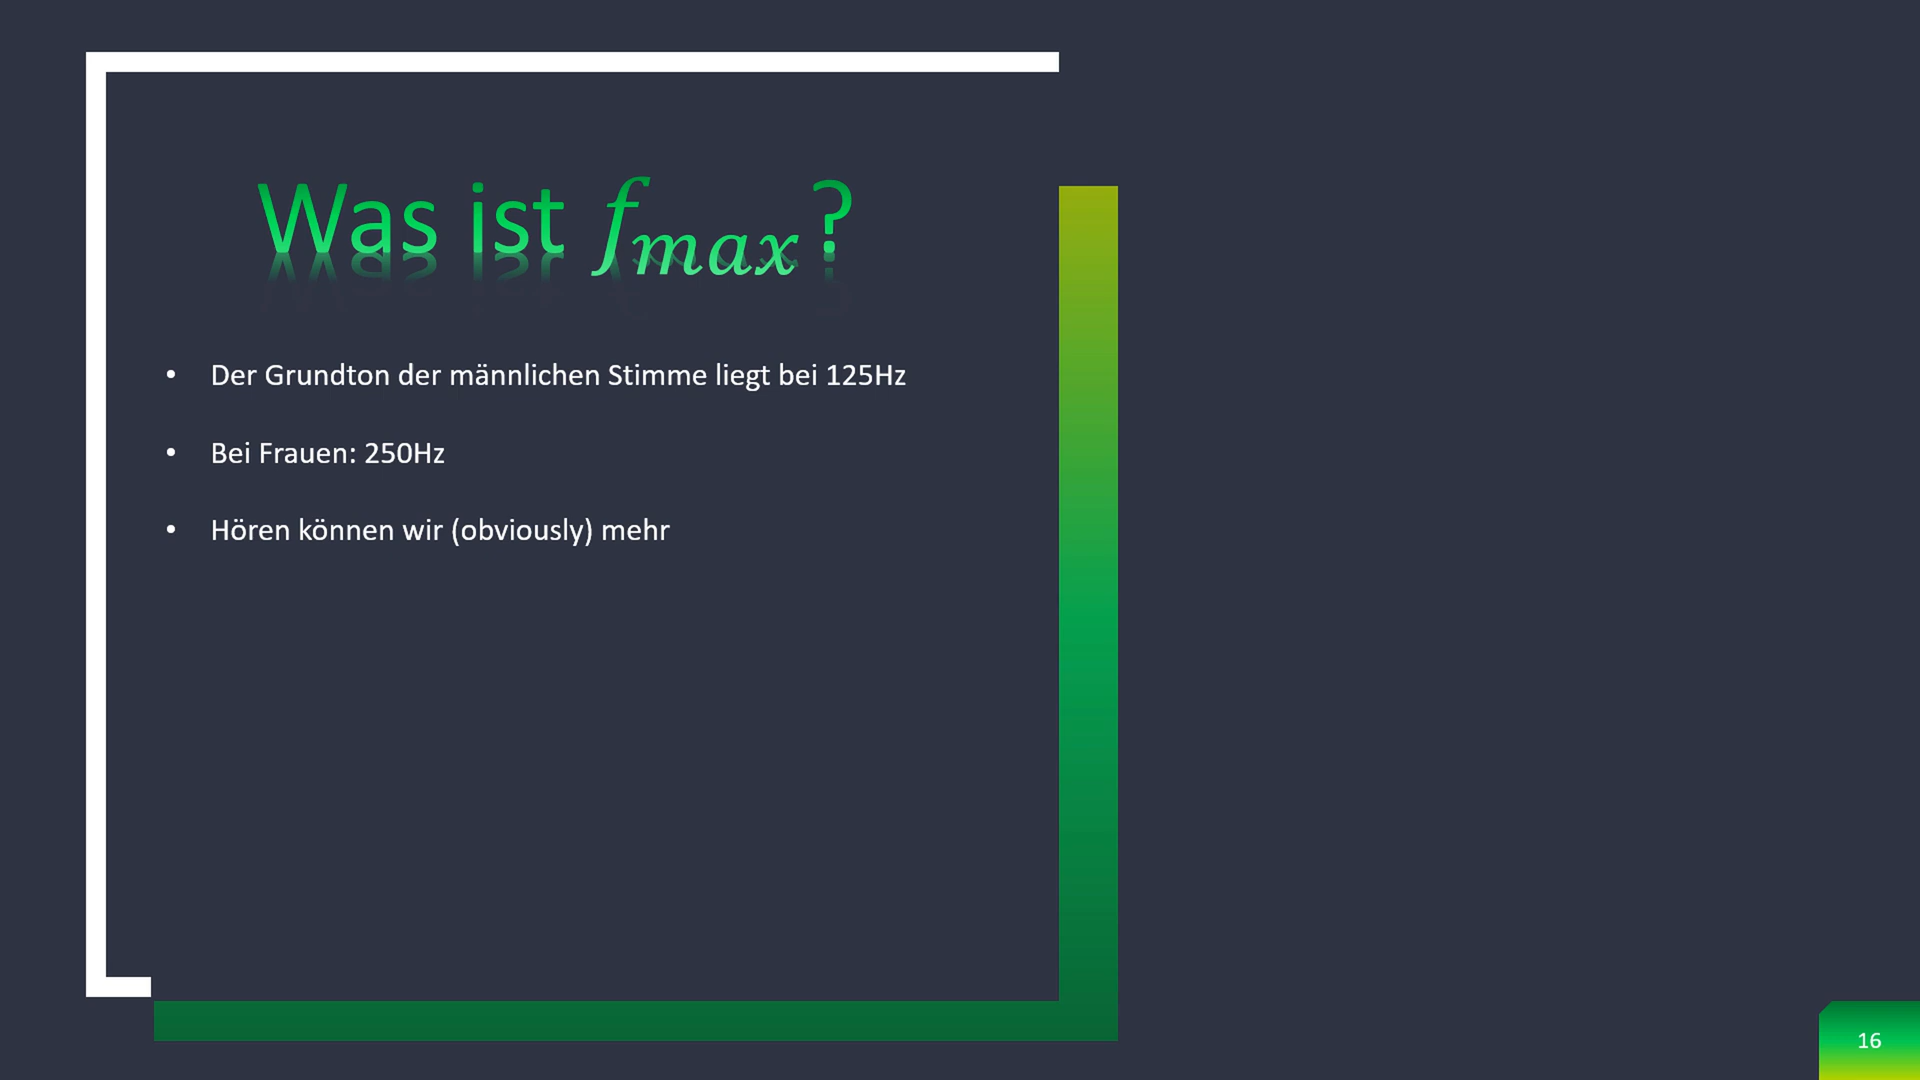 Was ist f_max?
• Der Grundton der männlichen Stimme liegt bei 125Hz
• Bei Frauen: 250Hz
• Hören können wir (obviously) mehr
16